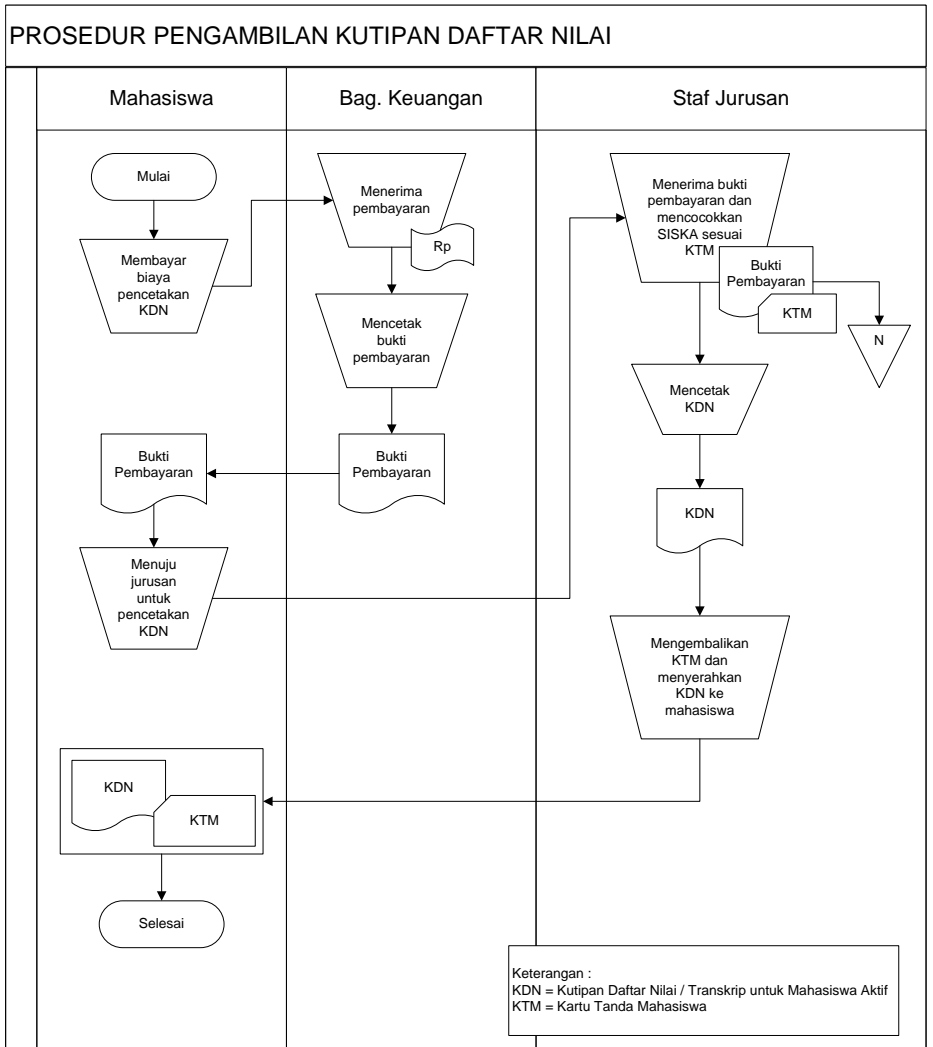 PROSEDUR PENGAMBILAN KUTIPAN DAFTAR NILAI
Mahasiswa
Bag. Keuangan
Staf Jurusan
Mulai
Membayar
biaya
pencetakan
KDN
Menerima
pembayaran
Rp
Mencetak
bukti
pembayaran
Bukti
Pembayaran
Bukti
Pembayaran
Menuju
jurusan
untuk
pencetakan
KDN
Menerima bukti
pembayaran dan
mencocokkan
SISKA sesuai
KTM
Bukti
Pembayaran
KTM
N
Mencetak
KDN
KDN
Mengembalikan
KTM dan
menyerahkan
KDN ke
mahasiswa
KDN
KTM
Selesai
Keterangan :
KDN = Kutipan Daftar Nilai / Transkrip untuk Mahasiswa Aktif
KTM = Kartu Tanda Mahasiswa